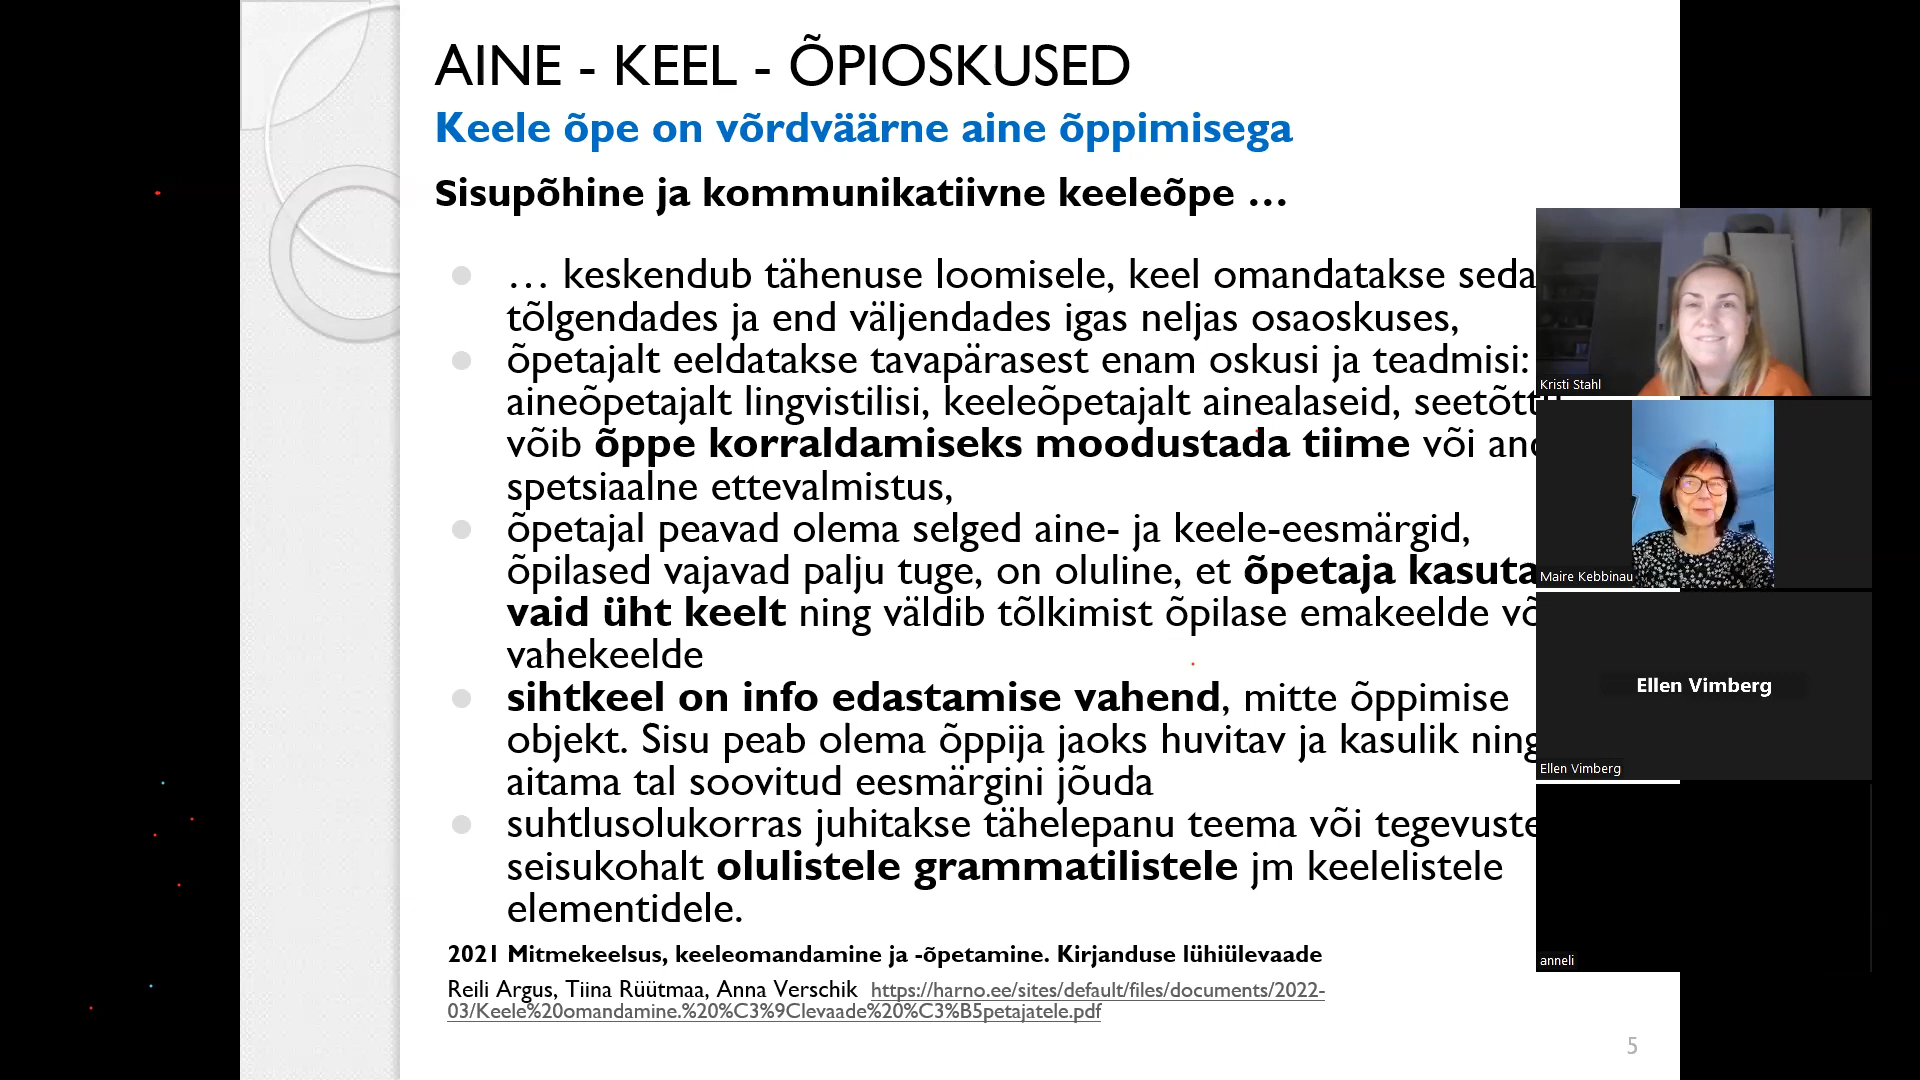 AINE - KEEL - ÕPIOSKUSED
Keele õpe on võrdväärne aine õppimisega
Sisupõhine ja kommunikatiivne keeleõpe …
… keskendub tähenuse loomisele, keel omandatakse seda
tõlgendades ja end väljendades igas neljas osaoskuses,
õpetajalt eeldatakse tavapärasest enam oskusi ja teadmisi:
aineõpetajalt lingvistilisi, keeleõpetajalt ainealaseid,
võib õppe korraldamiseks moodustada tiime või
spetsiaalne ettevalmistus,
õpetajal peavad olema selged aine- ja keele-eesmärgid,
õpilased vajavad palju tuge, on oluline, et õpetaja
vaid üht keelt ning väldib tõlkimist õpilase emakeelde
vahekeelde
sihtkeel on info edastamise vahend, mitte õppimise
objekt. Sisu peab olema õppija jaoks huvitav ja kasulik ning
aitama tal soovitud eesmärgini jõuda
suhtlusolukorras juhitakse tähelepanu teema või
seisukohalt olulistele grammatilistele jm keelelistele
elementidele.
2021 Mitmekeelsus, keeleomandamine ja -õpetamine. Kirjanduse lühiülevaade
Reili Argus, Tiina Rüütmaa, Anna Verschik https://harno.ee/sites/default/files/documents/2022-
03/Keele%20omandamine.%20%C3%9Clevaade%20%C3%B5petajatele.pdf
5
Kristi Stahl
Maire Kebbinau
Ellen Vimberg
Ellen Vimberg
anneli